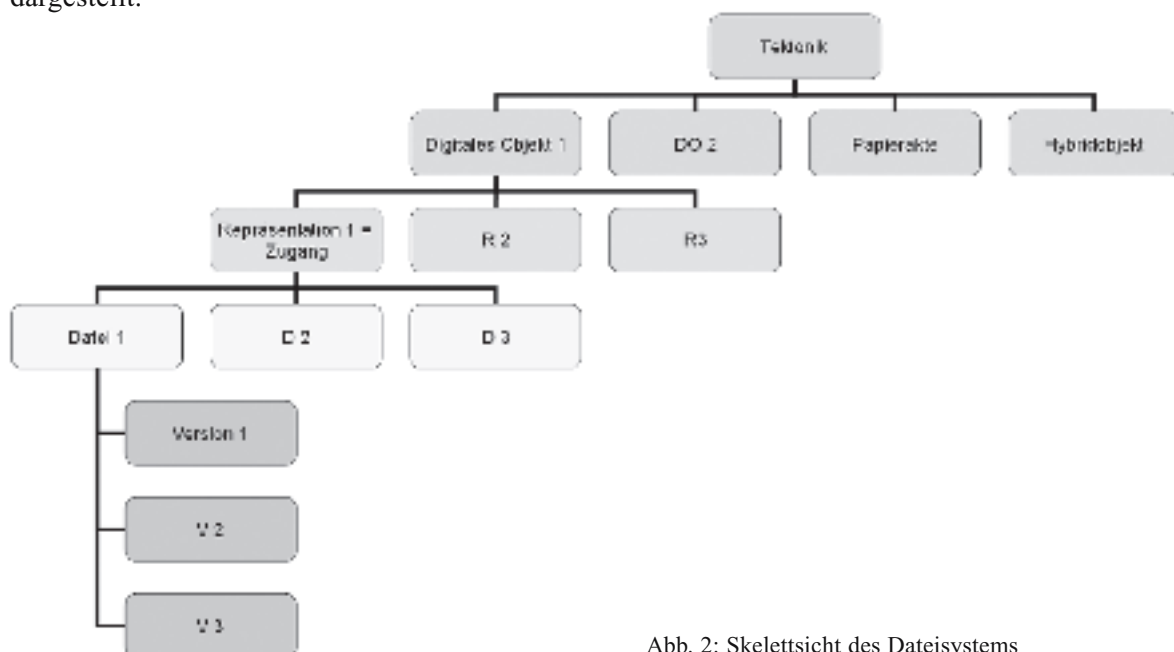 dargestellt.
Tektonik
Digitales Objekt 1
DO 2
Papierakte
Hybridobjekt
Repräsentation 1 =
Zugang
R 2
R3
Datei 1
D 2
D 3
Version 1
V 2
V 3
Abb. 2: Skelettsicht des Dateisystems